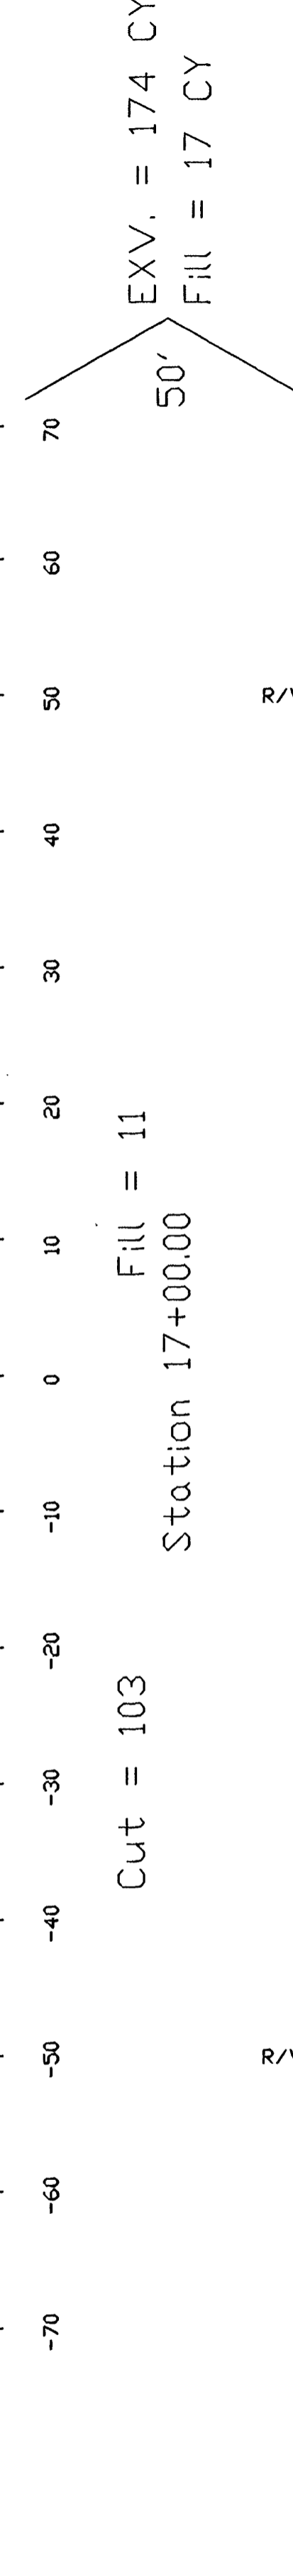 -70 -60 -50 -40 -30 -20 -10 0 10 20 30 40 50 60 70
Cut = 103 Fill = 11
Station 17+00.00
EXV. = 174 CY
50' Fill = 17 CY